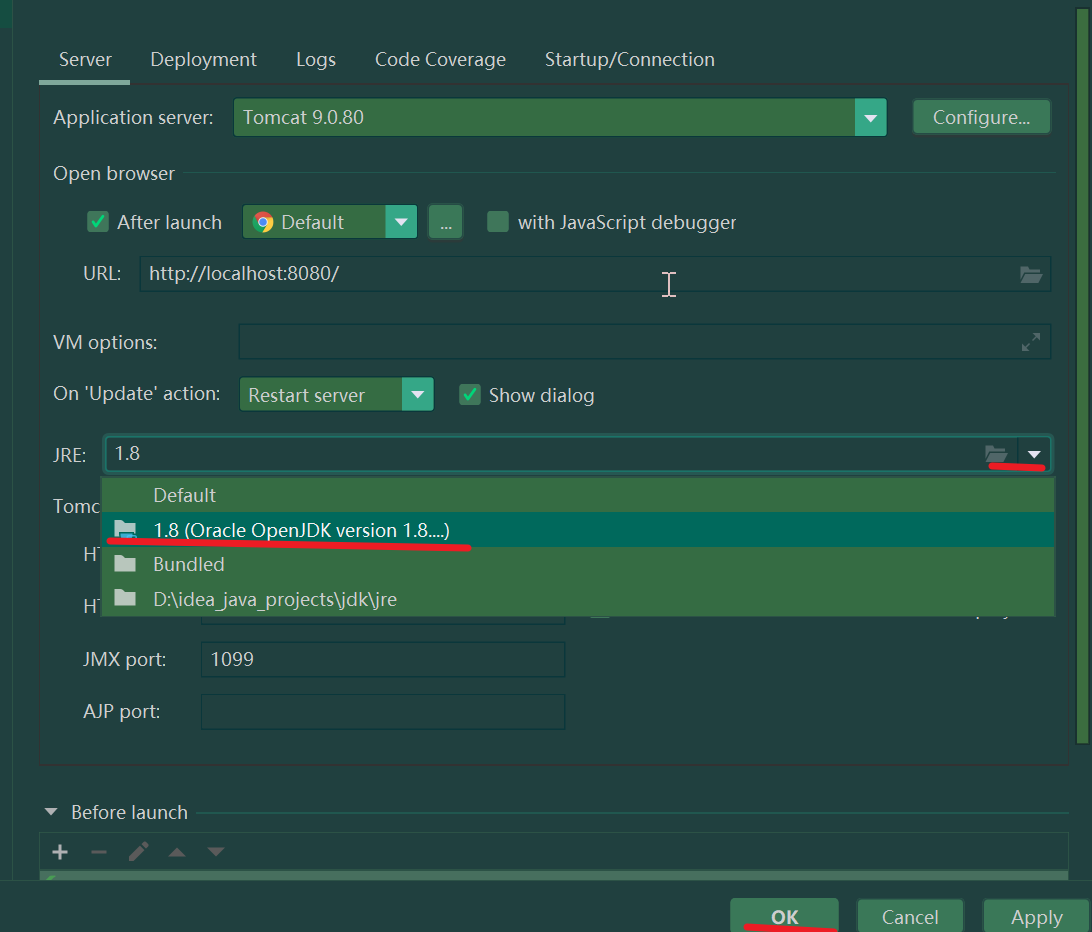 Server Deployment Logs Code Coverage Startup/Connection
Application server: Tomcat 9.0.80 Configure...
Open browser
After launch Default ... with JavaScript debugger
URL: http://localhost:8080/
VM options:
On 'Update' action: Restart server Show dialog
JRE: 1.8
Default
Tomc
1.8 (Oracle OpenJDK version 1.8....)
HT
Bundled
D:\idea_java_projects\jdk\jre
HT
JMX port: 1099
AJP port:
Before launch
OK Cancel Apply